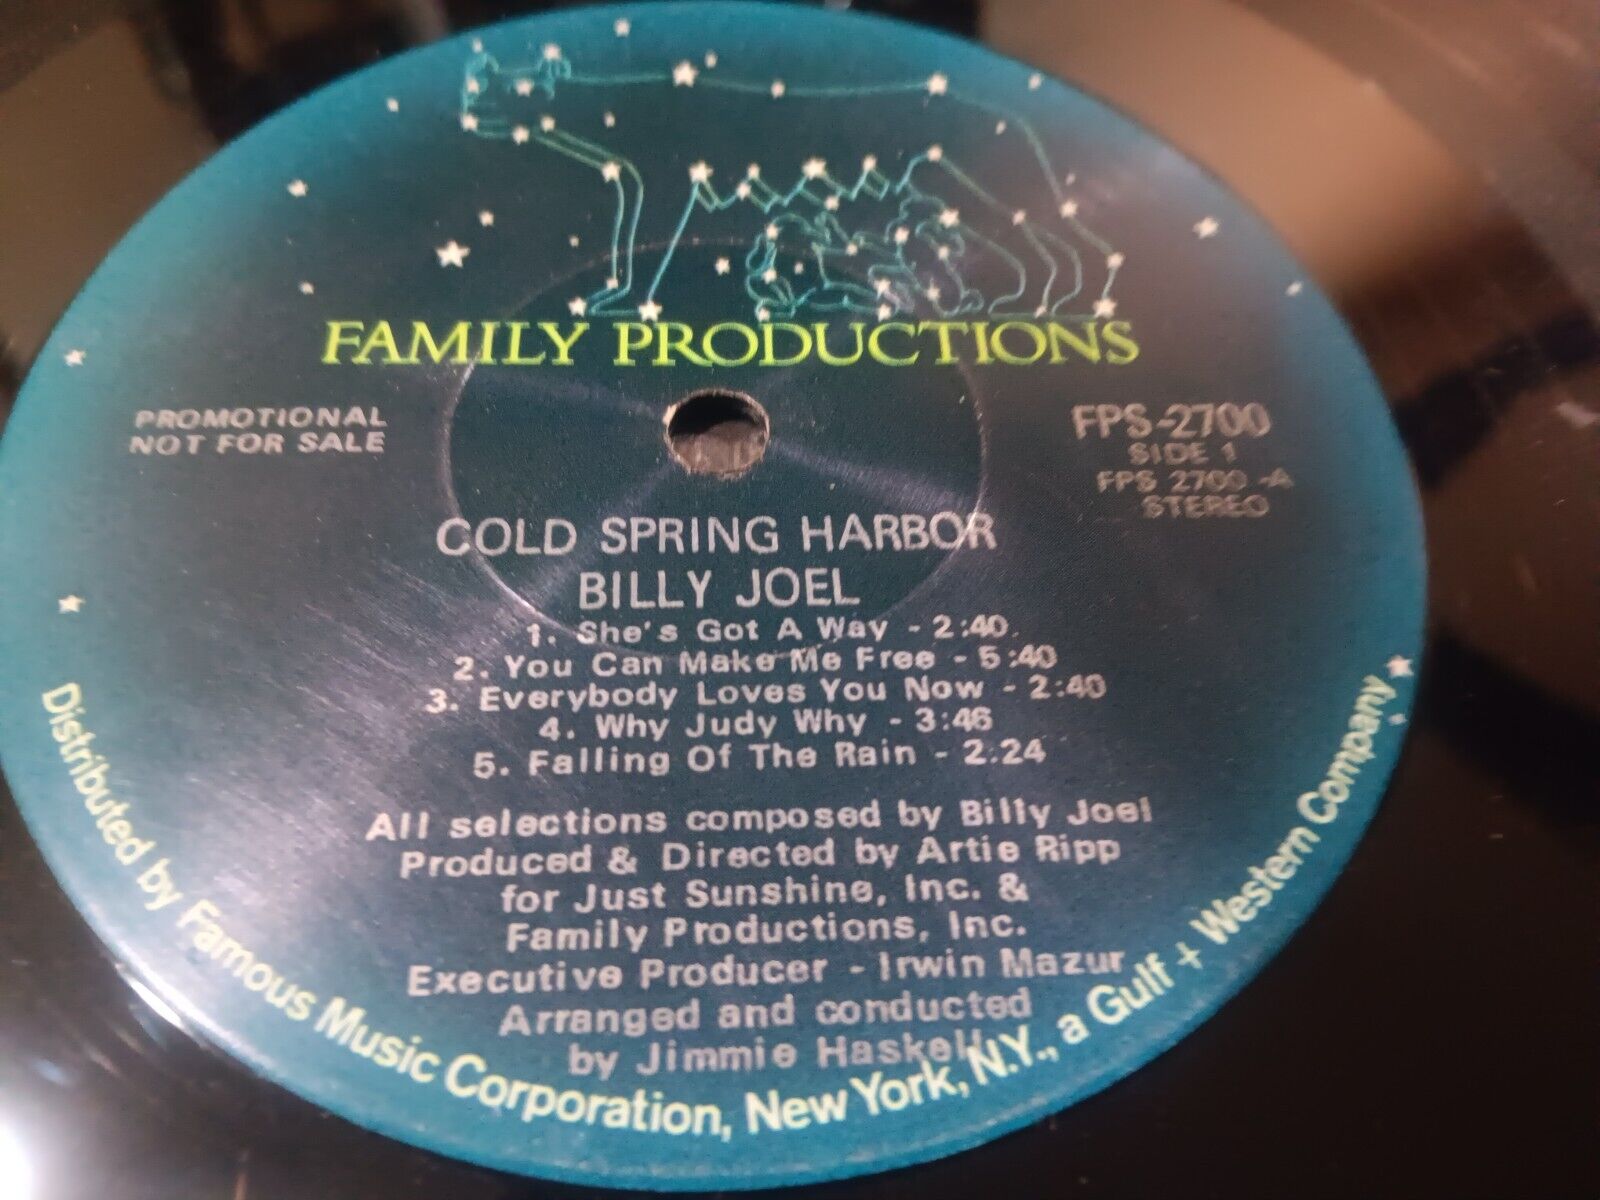 FAMILY PRODUCTIONS
PROMOTIONAL
NOT FOR SALE
FPS-2700
SIDE 1
FPS 2700 -A
STEREO
COLD SPRING HARBOR
BILLY JOEL
1. She's Got A Way - 2:40
2. You Can Make Me Free - 5:40
3. Everybody Loves You Now - 2:40
4. Why Judy Why - 3:46
5. Falling Of The Rain - 2:24
All selections composed by Billy Joel
Produced & Directed by Artie Ripp
for Just Sunshine, Inc. &
Family Productions, Inc.
Executive Producer - Irwin Mazur
Arranged and conducted
by Jimmie Haskell
Distributed by Famous Music Corporation, New York, N.Y., a Gulf + Western Company